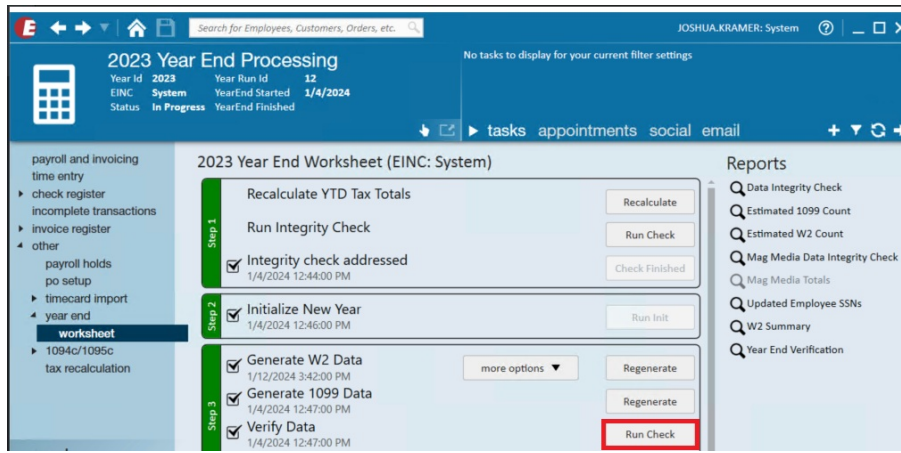 Search for Employees, Customers, Orders, etc.
JOSHUA.KRAMER: System
2023 Year End Processing
Year Id 2023 Year Run Id 12
EINC System YearEnd Started 1/4/2024
Status In Progress YearEnd Finished
No tasks to display for your current filter settings
tasks appointments social email
payroll and invoicing
time entry
check register
incomplete transactions
invoice register
other
payroll holds
po setup
timecard import
year end
worksheet
1094c/1095c
tax recalculation
2023 Year End Worksheet (EINC: System)
Step 1
Recalculate YTD Tax Totals
Recalculate
Run Integrity Check
Run Check
Integrity check addressed
1/4/2024 12:44:00 PM
Check Finished
Step 2
Initialize New Year
1/4/2024 12:46:00 PM
Run Init
Step 3
Generate W2 Data
1/12/2024 3:42:00 PM
more options
Regenerate
Generate 1099 Data
1/4/2024 12:47:00 PM
Regenerate
Verify Data
1/4/2024 12:47:00 PM
Run Check
Reports
Data Integrity Check
Estimated 1099 Count
Estimated W2 Count
Mag Media Data Integrity Check
Mag Media Totals
Updated Employee SSNs
W2 Summary
Year End Verification